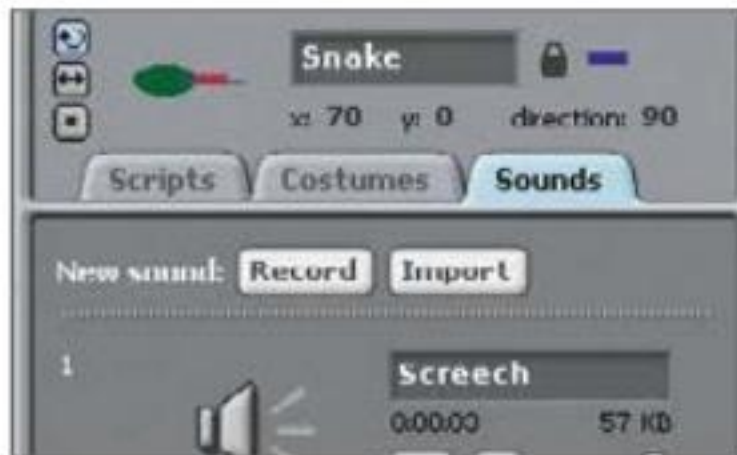 Snake
x: 70 y: 0 direction: 90
Scripts Costumes Sounds
New sound: Record Import
1
Screech
0:00:00 57 KB